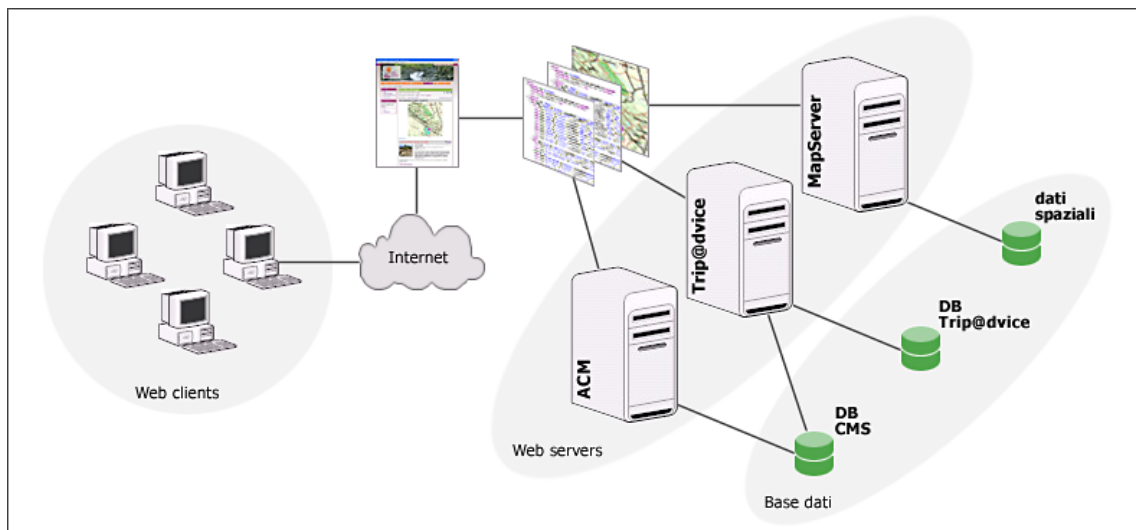 MapServer
dati
spaziali
Trip@dvice
Internet
DB
Trip@dvice
ACM
Web clients
DB
CMS
Web servers
Base dati